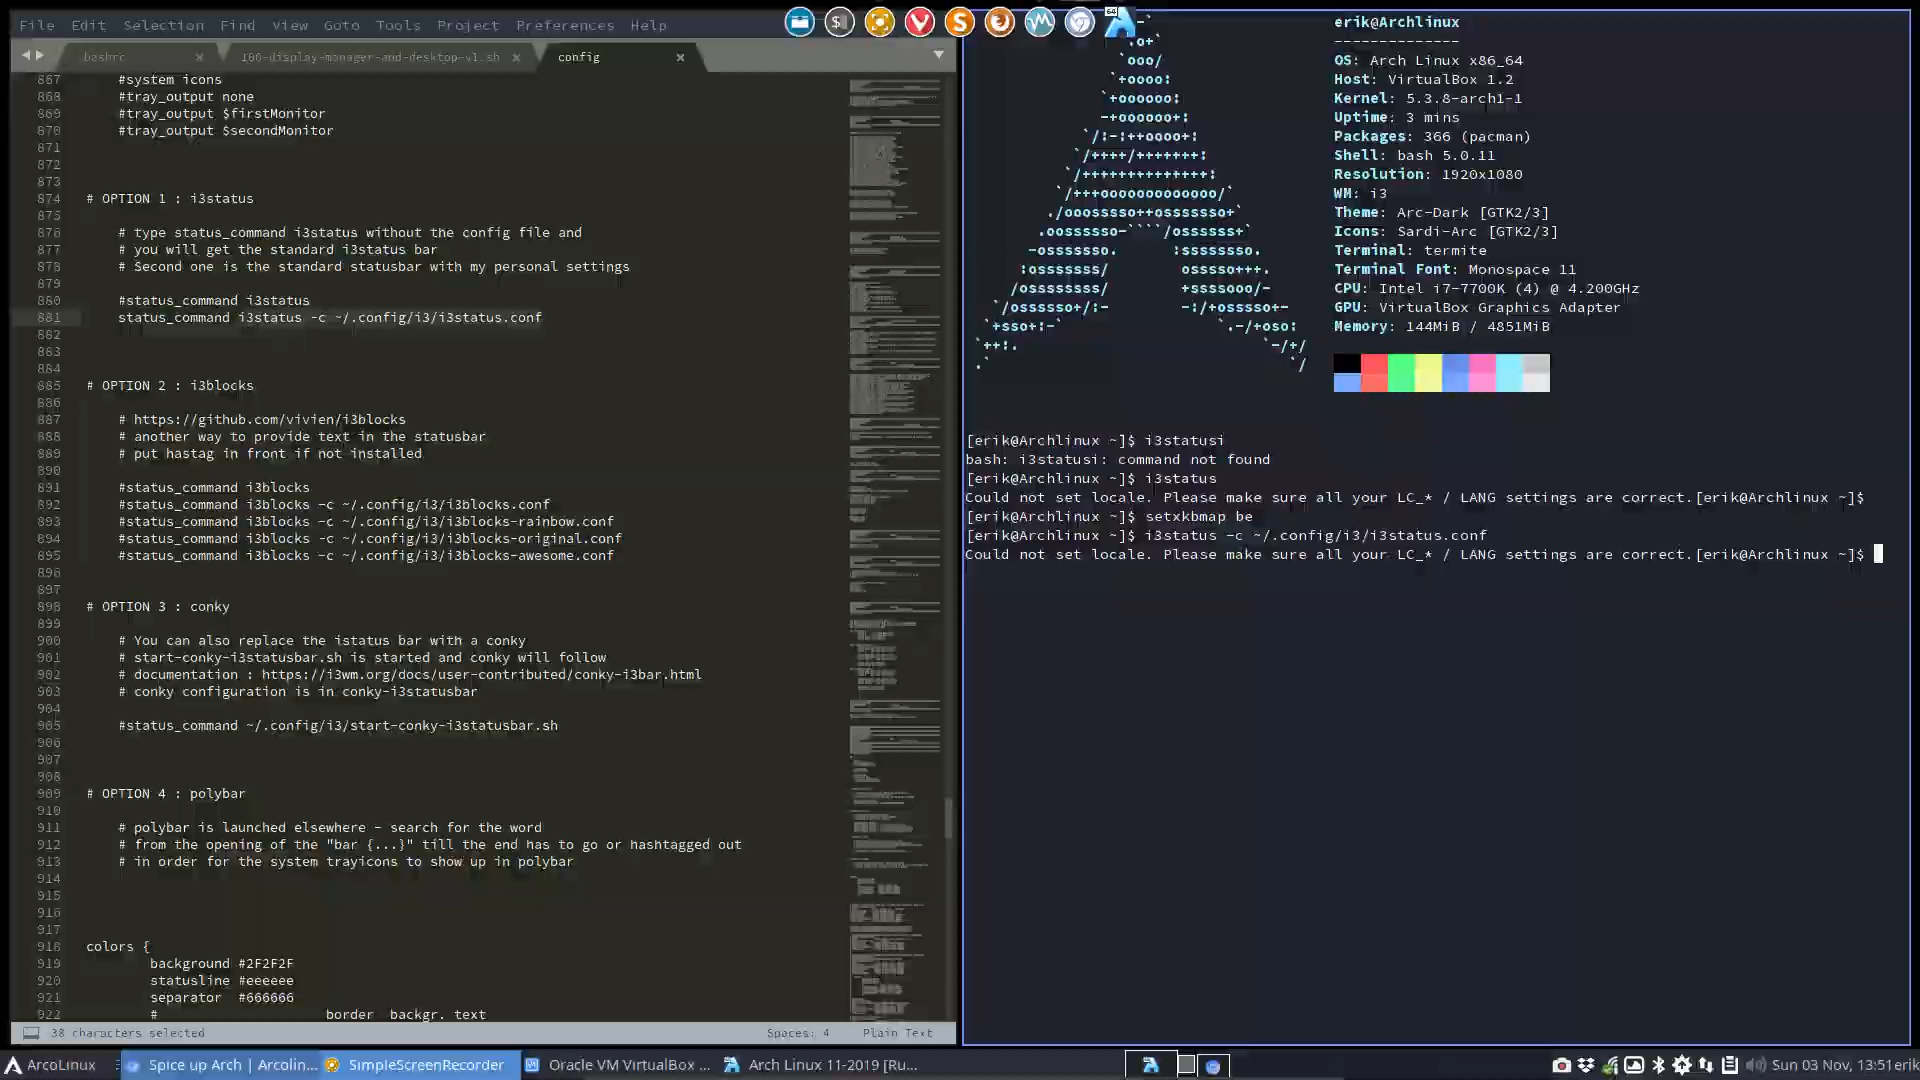 File Edit Selection Find View Goto Tools Project Preferences Help
bashrc × 100-display-manager-and-desktop-v1.sh × config ×
867 #system icons
868 #tray_output none
869 #tray_output $firstMonitor
870 #tray_output $secondMonitor
871
872
873
874 # OPTION 1 : i3status
875
876 # type status_command i3status without the config file and
877 # you will get the standard i3status bar
878 # Second one is the standard statusbar with my personal settings
879
880 #status_command i3status
881 status_command i3status -c ~/.config/i3/i3status.conf
882
883
884
885 # OPTION 2 : i3blocks
886
887 # https://github.com/vivien/i3blocks
888 # another way to provide text in the statusbar
889 # put hastag in front if not installed
890
891 #status_command i3blocks
892 #status_command i3blocks -c ~/.config/i3/i3blocks.conf
893 #status_command i3blocks -c ~/.config/i3/i3blocks-rainbow.conf
894 #status_command i3blocks -c ~/.config/i3/i3blocks-original.conf
895 #status_command i3blocks -c ~/.config/i3/i3blocks-awesome.conf
896
897
898 # OPTION 3 : conky
899
900 # You can also replace the istatus bar with a conky
901 # start-conky-i3statusbar.sh is started and conky will follow
902 # documentation : https://i3wm.org/docs/user-contributed/conky-i3bar.html
903 # conky configuration is in conky-i3statusbar
904
905 #status_command ~/.config/i3/start-conky-i3statusbar.sh
906
907
908
909 # OPTION 4 : polybar
910
911 # polybar is launched elsewhere - search for the word
912 # from the opening of the "bar {...}" till the end has to go or hashtagged out
913 # in order for the system trayicons to show up in polybar
914
915
916
917
918 colors {
919 background #2F2F2F
920 statusline #eeeeee
921 separator #666666
922 # border backgr. text
38 characters selected Spaces: 4 Plain Text
erik@Archlinux
--------------
OS: Arch Linux x86_64
Host: VirtualBox 1.2
Kernel: 5.3.8-arch1-1
Uptime: 3 mins
Packages: 366 (pacman)
Shell: bash 5.0.11
Resolution: 1920x1080
WM: i3
Theme: Arc-Dark [GTK2/3]
Icons: Sardi-Arc [GTK2/3]
Terminal: termite
Terminal Font: Monospace 11
CPU: Intel i7-7700K (4) @ 4.200GHz
GPU: VirtualBox Graphics Adapter
Memory: 144MiB / 4851MiB
[erik@Archlinux ~]$ i3statusi
bash: i3statusi: command not found
[erik@Archlinux ~]$ i3status
Could not set locale. Please make sure all your LC_* / LANG settings are correct.[erik@Archlinux ~]$
[erik@Archlinux ~]$ setxkbmap be
[erik@Archlinux ~]$ i3status -c ~/.config/i3/i3status.conf
Could not set locale. Please make sure all your LC_* / LANG settings are correct.[erik@Archlinux ~]$
ArcoLinux Spice up Arch | Arcolin... SimpleScreenRecorder Oracle VM VirtualBox ... Arch Linux 11-2019 [Ru... Sun 03 Nov, 13:51 erik